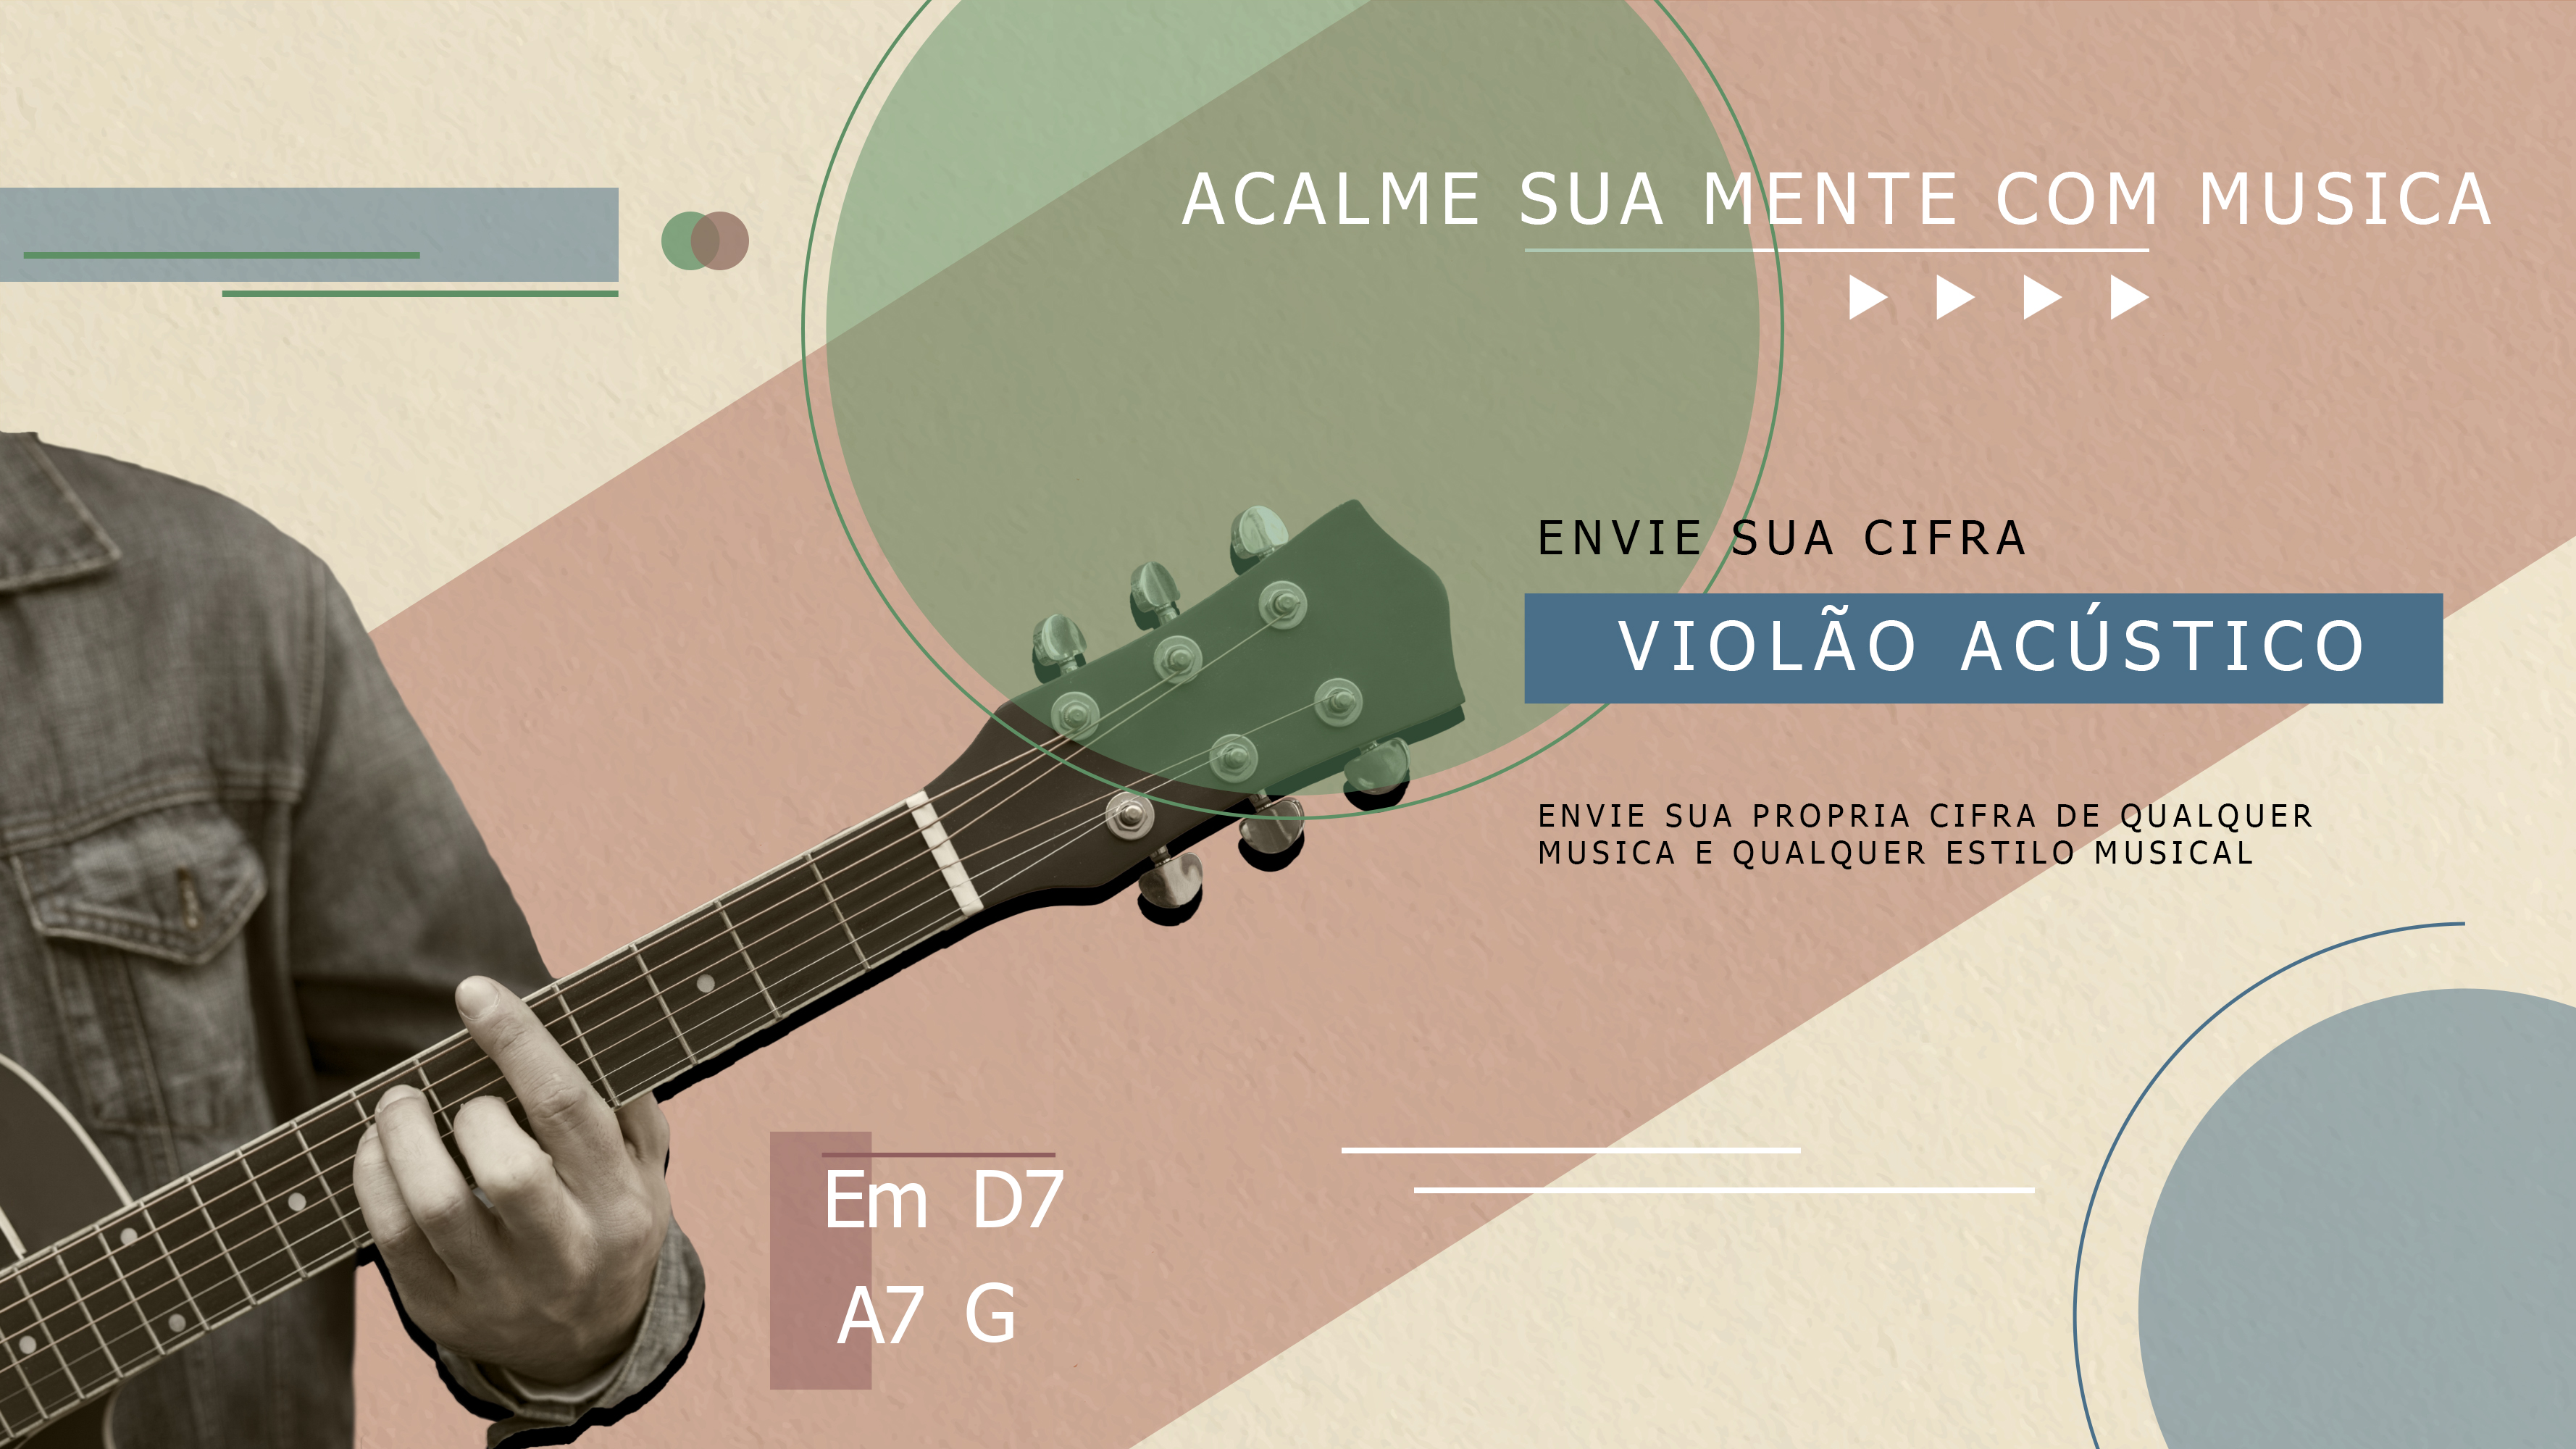 ACALME SUA MENTE COM MUSICA
ENVIE SUA CIFRA
VIOLÃO ACÚSTICO
ENVIE SUA PROPRIA CIFRA DE QUALQUER
MUSICA E QUALQUER ESTILO MUSICAL
Em D7
A7 G